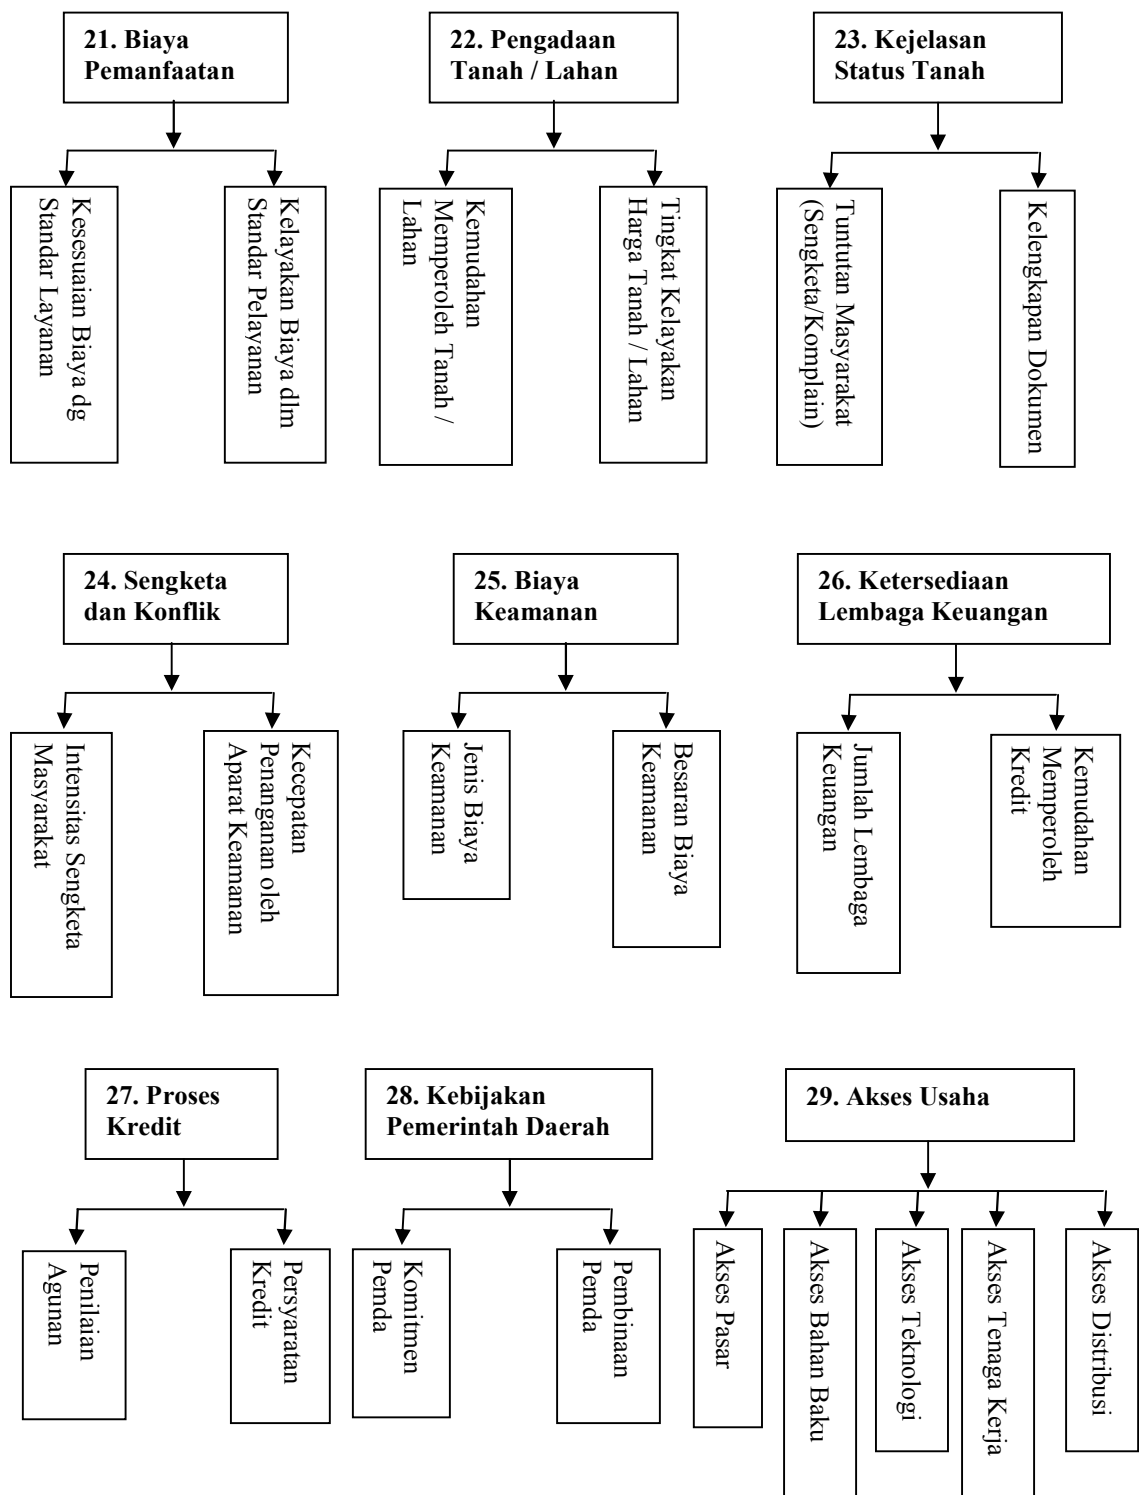 21. Biaya
Pemanfaatan
Kesesuaian Biaya dg
Standar Layanan
Kelayakan Biaya dlm
Standar Pelayanan
22. Pengadaan
Tanah / Lahan
Kemudahan
Memperoleh Tanah /
Lahan
Tingkat Kelayakan
Harga Tanah / Lahan
23. Kejelasan
Status Tanah
Tuntutan Masyarakat
(Sengketa/Komplain)
Kelengkapan Dokumen
24. Sengketa
dan Konflik
Intensitas Sengketa
Masyarakat
Kecepatan
Penanganan oleh
Aparat Keamanan
25. Biaya
Keamanan
Jenis Biaya
Keamanan
Besaran Biaya
Keamanan
26. Ketersediaan
Lembaga Keuangan
Jumlah Lembaga
Keuangan
Kemudahan
Memperoleh
Kredit
27. Proses
Kredit
Penilaian
Agunan
Persyaratan
Kredit
28. Kebijakan
Pemerintah Daerah
Komitmen
Pemda
Pembinaan
Pemda
29. Akses Usaha
Akses Pasar
Akses Bahan Baku
Akses Teknologi
Akses Tenaga Kerja
Akses Distribusi